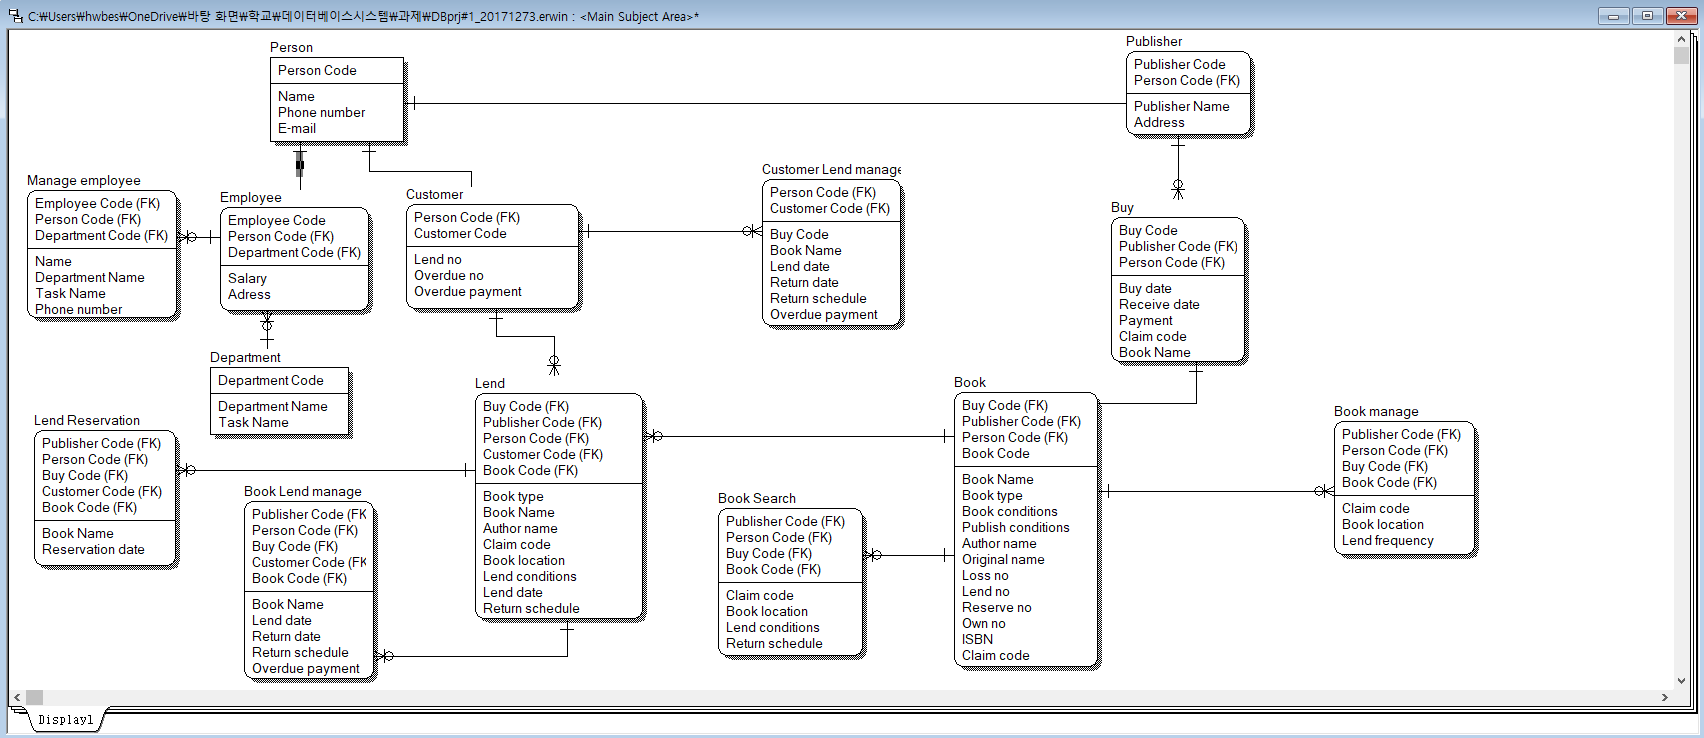 C:₩Users₩hwbes₩OneDrive₩바탕 화면₩학교₩데이터베이스시스템₩과제₩DBprj#1_20171273.erwin : <Main Subject Area>*
Person
Person Code
Name
Phone number
E-mail
Publisher
Publisher Code
Person Code (FK)
Publisher Name
Address
Manage employee
Employee Code (FK)
Person Code (FK)
Department Code (FK)
Name
Department Name
Task Name
Phone number
Employee
Employee Code
Person Code (FK)
Department Code (FK)
Salary
Adress
Customer
Person Code (FK)
Customer Code
Lend no
Overdue no
Overdue payment
Customer Lend manage
Person Code (FK)
Customer Code (FK)
Buy Code
Book Name
Lend date
Return date
Return schedule
Overdue payment
Buy
Buy Code
Publisher Code (FK)
Person Code (FK)
Buy date
Receive date
Payment
Claim code
Book Name
Department
Department Code
Department Name
Task Name
Lend Reservation
Publisher Code (FK)
Person Code (FK)
Buy Code (FK)
Customer Code (FK)
Book Code (FK)
Book Name
Reservation date
Book Lend manage
Publisher Code (FK
Person Code (FK)
Buy Code (FK)
Customer Code (FK
Book Code (FK)
Book Name
Lend date
Return date
Return schedule
Overdue payment
Lend
Buy Code (FK)
Publisher Code (FK)
Person Code (FK)
Customer Code (FK)
Book Code (FK)
Book type
Book Name
Author name
Claim code
Book location
Lend conditions
Lend date
Return schedule
Book Search
Publisher Code (FK)
Person Code (FK)
Buy Code (FK)
Book Code (FK)
Claim code
Book location
Lend conditions
Return schedule
Book
Buy Code (FK)
Publisher Code (FK)
Person Code (FK)
Book Code
Book Name
Book type
Book conditions
Publish conditions
Author name
Original name
Loss no
Lend no
Reserve no
Own no
ISBN
Claim code
Book manage
Publisher Code (FK)
Person Code (FK)
Buy Code (FK)
Book Code (FK)
Claim code
Book location
Lend frequency
Display1